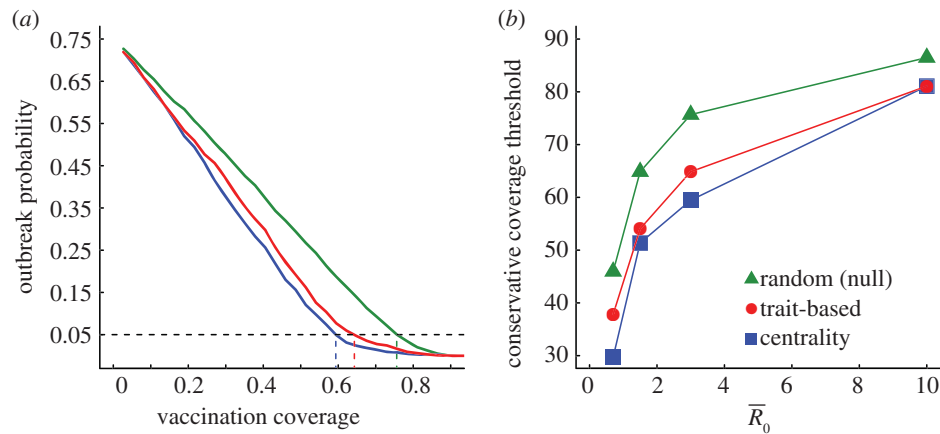 (a)
0.75
0.65
0.55
0.45
0.35
0.25
0.15
0.05
outbreak probability
0 0.2 0.4 0.6 0.8
vaccination coverage
(b)
90
80
70
60
50
40
30
conservative coverage threshold
random (null)
trait-based
centrality
0 2 4 6 8 10
R̅₀